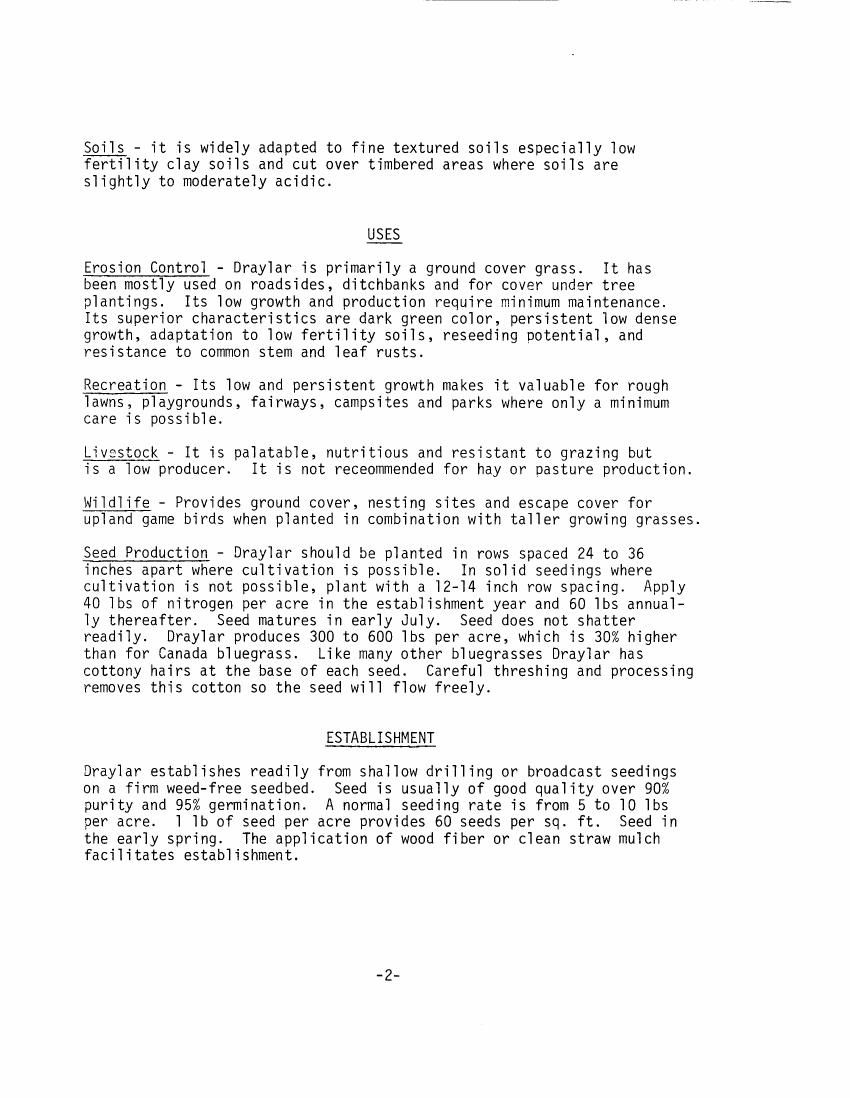 Soils - it is widely adapted to fine textured soils especially low
fertility clay soils and cut over timbered areas where soils are
slightly to moderately acidic.
USES
Erosion Control - Draylar is primarily a ground cover grass. It has
been mostly used on roadsides, ditchbanks and for cover under tree
plantings. Its low growth and production require minimum maintenance.
Its superior characteristics are dark green color, persistent low dense
growth, adaptation to low fertility soils, reseeding potential, and
resistance to common stem and leaf rusts.
Recreation - Its low and persistent growth makes it valuable for rough
lawns, playgrounds, fairways, campsites and parks where only a minimum
care is possible.
Livestock - It is palatable, nutritious and resistant to grazing but
is a low producer. It is not receommended for hay or pasture production.
Wildlife - Provides ground cover, nesting sites and escape cover for
upland game birds when planted in combination with taller growing grasses.
Seed Production - Draylar should be planted in rows spaced 24 to 36
inches apart where cultivation is possible. In solid seedings where
cultivation is not possible, plant with a 12-14 inch row spacing. Apply
40 lbs of nitrogen per acre in the establishment year and 60 lbs annual-
ly thereafter. Seed matures in early July. Seed does not shatter
readily. Draylar produces 300 to 600 lbs per acre, which is 30% higher
than for Canada bluegrass. Like many other bluegrasses Draylar has
cottony hairs at the base of each seed. Careful threshing and processing
removes this cotton so the seed will flow freely.
ESTABLISHMENT
Draylar establishes readily from shallow drilling or broadcast seedings
on a firm weed-free seedbed. Seed is usually of good quality over 90%
purity and 95% germination. A normal seeding rate is from 5 to 10 lbs
per acre. 1 lb of seed per acre provides 60 seeds per sq. ft. Seed in
the early spring. The application of wood fiber or clean straw mulch
facilitates establishment.
-2-